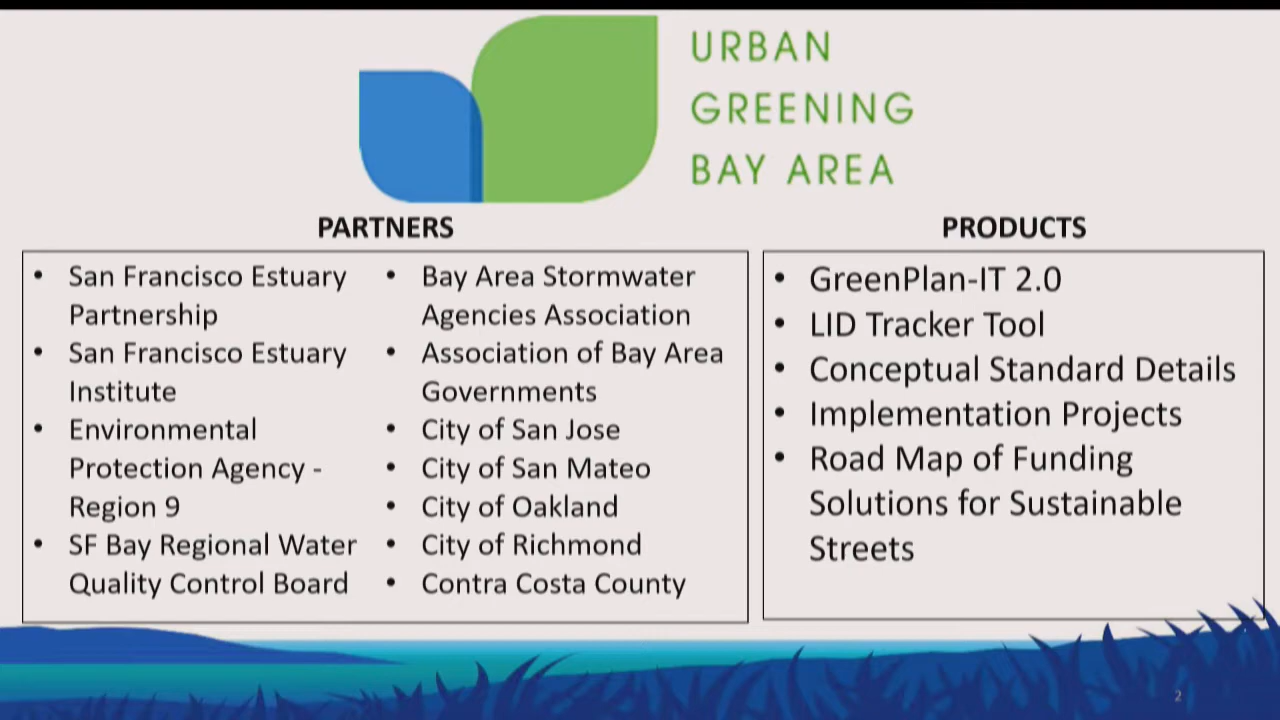 URBAN
GREENING
BAY AREA
PARTNERS
• San Francisco Estuary
Partnership
• San Francisco Estuary
Institute
• Environmental
Protection Agency -
Region 9
• SF Bay Regional Water
Quality Control Board
• Bay Area Stormwater
Agencies Association
• Association of Bay Area
Governments
• City of San Jose
• City of San Mateo
• City of Oakland
• City of Richmond
• Contra Costa County
PRODUCTS
• GreenPlan-IT 2.0
• LID Tracker Tool
• Conceptual Standard Details
• Implementation Projects
• Road Map of Funding
Solutions for Sustainable
Streets
2